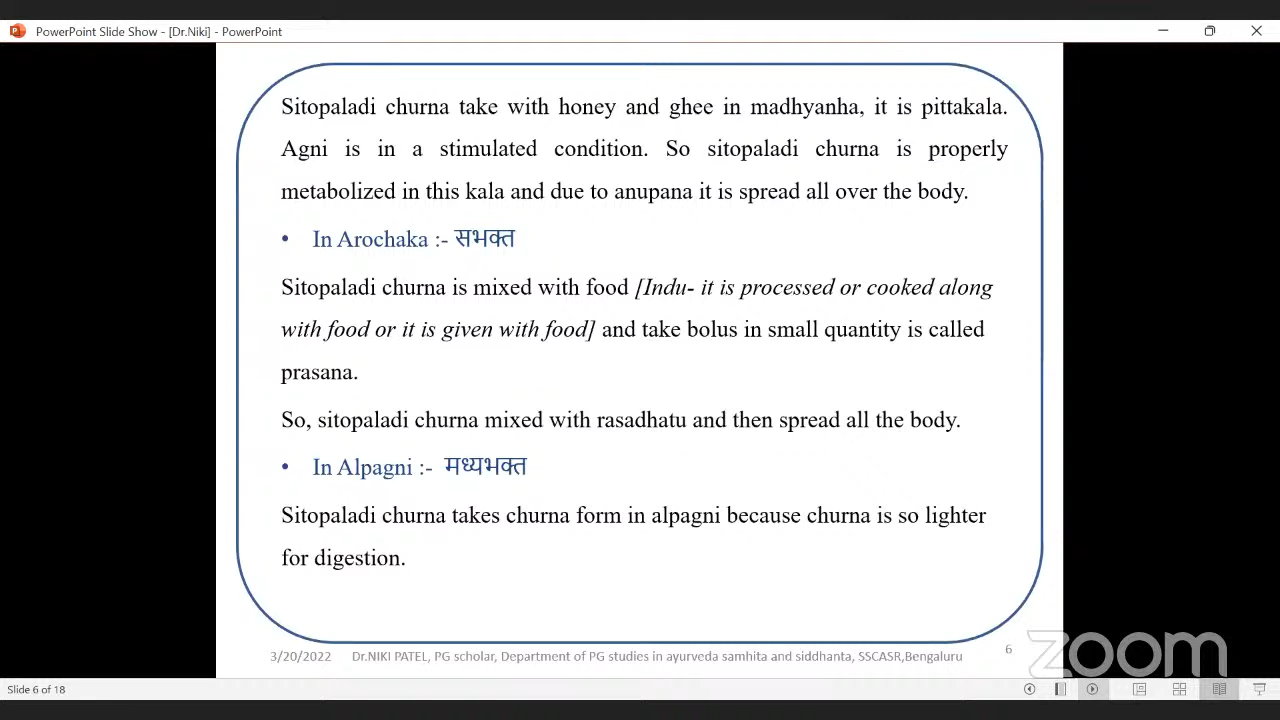 PowerPoint Slide Show - [Dr.Niki] - PowerPoint
Sitopaladi churna take with honey and ghee in madhyanha, it is pittakala.
Agni is in a stimulated condition. So sitopaladi churna is properly
metabolized in this kala and due to anupana it is spread all over the body.
• In Arochaka :- सभक्त
Sitopaladi churna is mixed with food [Indu- it is processed or cooked along
with food or it is given with food] and take bolus in small quantity is called
prasana.
So, sitopaladi churna mixed with rasadhatu and then spread all the body.
• In Alpagni :- मध्यभक्त
Sitopaladi churna takes churna form in alpagni because churna is so lighter
for digestion.
3/20/2022 Dr.NIKI PATEL, PG scholar, Department of PG studies in ayurveda samhita and siddhanta, SSCASR,Bengaluru 6
zoom
Slide 6 of 18